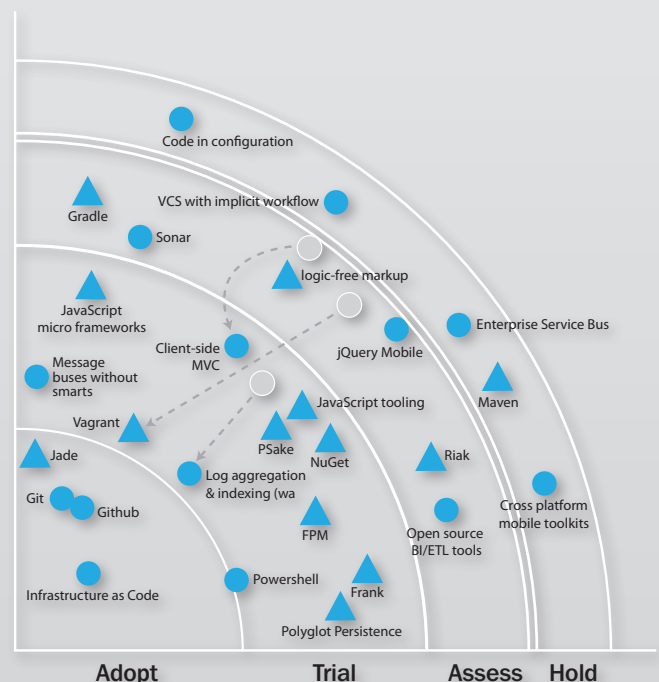 Code in configuration
VCS with implicit workflow
Gradle
Sonar
logic-free markup
JavaScript
micro frameworks
Enterprise Service Bus
Client-side
MVC
jQuery Mobile
Message
buses without
smarts
Maven
JavaScript tooling
Vagrant
PSake
NuGet
Jade
Riak
Log aggregation
& indexing (wa
Git
Github
Cross platform
mobile toolkits
FPM
Open source
BI/ETL tools
Powershell
Infrastructure as Code
Frank
Polyglot Persistence
Adopt
Trial
Assess
Hold